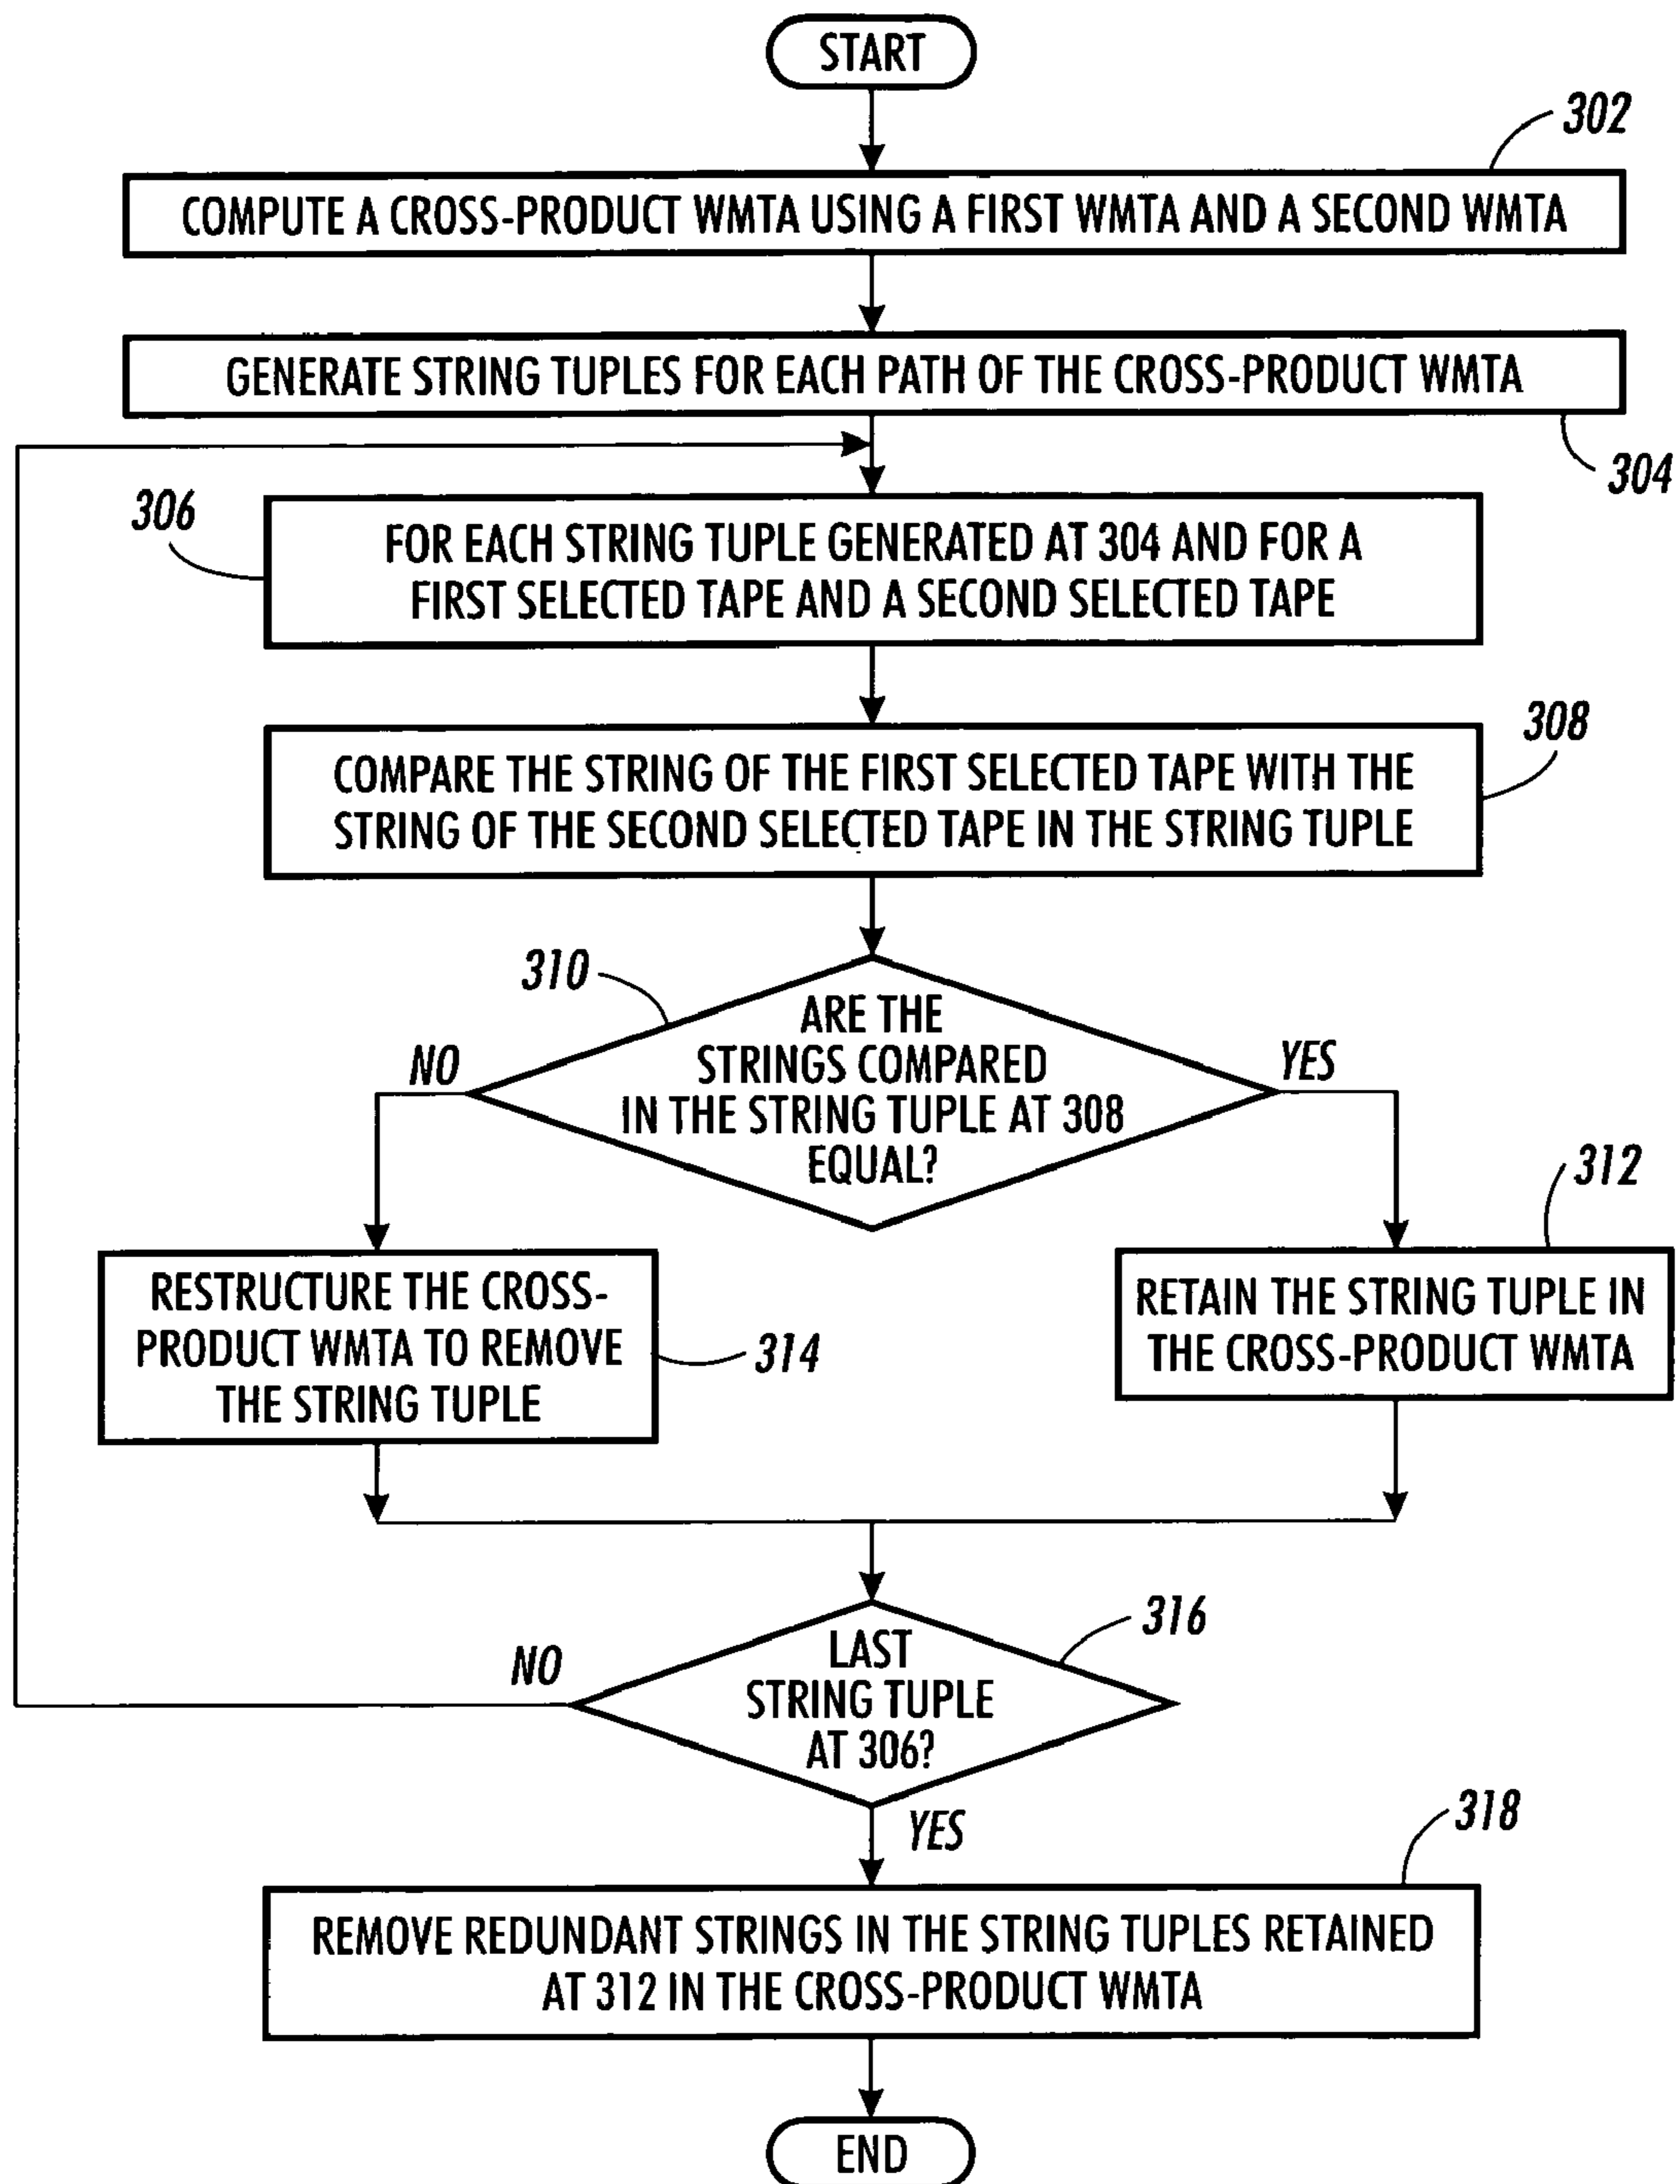 START
302
COMPUTE A CROSS-PRODUCT WMTA USING A FIRST WMTA AND A SECOND WMTA
GENERATE STRING TUPLES FOR EACH PATH OF THE CROSS-PRODUCT WMTA
304
306
FOR EACH STRING TUPLE GENERATED AT 304 AND FOR A
FIRST SELECTED TAPE AND A SECOND SELECTED TAPE
308
COMPARE THE STRING OF THE FIRST SELECTED TAPE WITH THE
STRING OF THE SECOND SELECTED TAPE IN THE STRING TUPLE
310
ARE THE
STRINGS COMPARED
IN THE STRING TUPLE AT 308
EQUAL?
NO
YES
312
RESTRUCTURE THE CROSS-
PRODUCT WMTA TO REMOVE
THE STRING TUPLE
314
RETAIN THE STRING TUPLE IN
THE CROSS-PRODUCT WMTA
316
LAST
STRING TUPLE
AT 306?
NO
YES
318
REMOVE REDUNDANT STRINGS IN THE STRING TUPLES RETAINED
AT 312 IN THE CROSS-PRODUCT WMTA
END